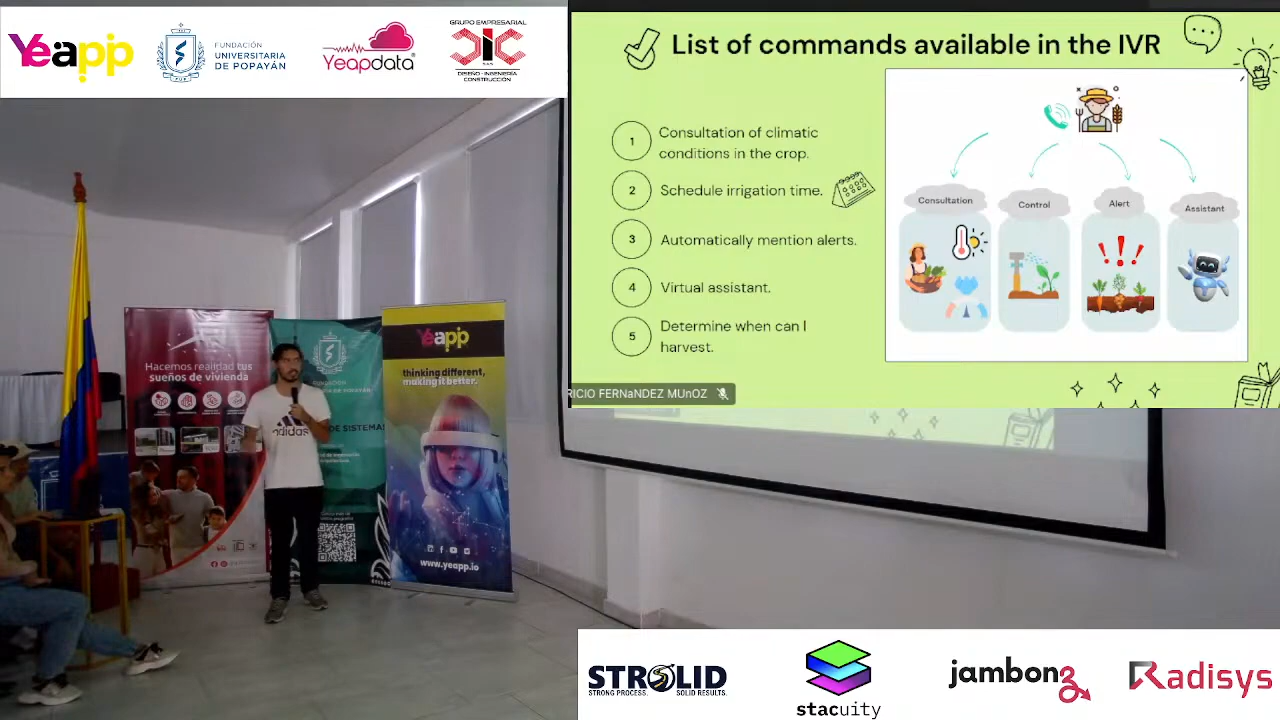 Yeapp
FUNDACIÓN
UNIVERSITARIA
DE POPAYÁN
Yeapdata
GRUPO EMPRESARIAL
DISEÑO - INGENIERÍA
CONSTRUCCIÓN
List of commands available in the IVR
1 Consultation of climatic
conditions in the crop.
2 Schedule irrigation time.
3 Automatically mention alerts.
4 Virtual assistant.
5 Determine when can I
harvest.
Consultation
Control
Alert
Assistant
RICIO FERNaNDEZ MUnOZ
Hacemos realidad tus
sueños de vivienda
DE SISTEMAS
adidas
Yeapp
thinking different,
making it better.
www.yeapp.io
STROLID
STRONG PROCESS. SOLID RESULTS.
stacuity
jambonz
Radisys